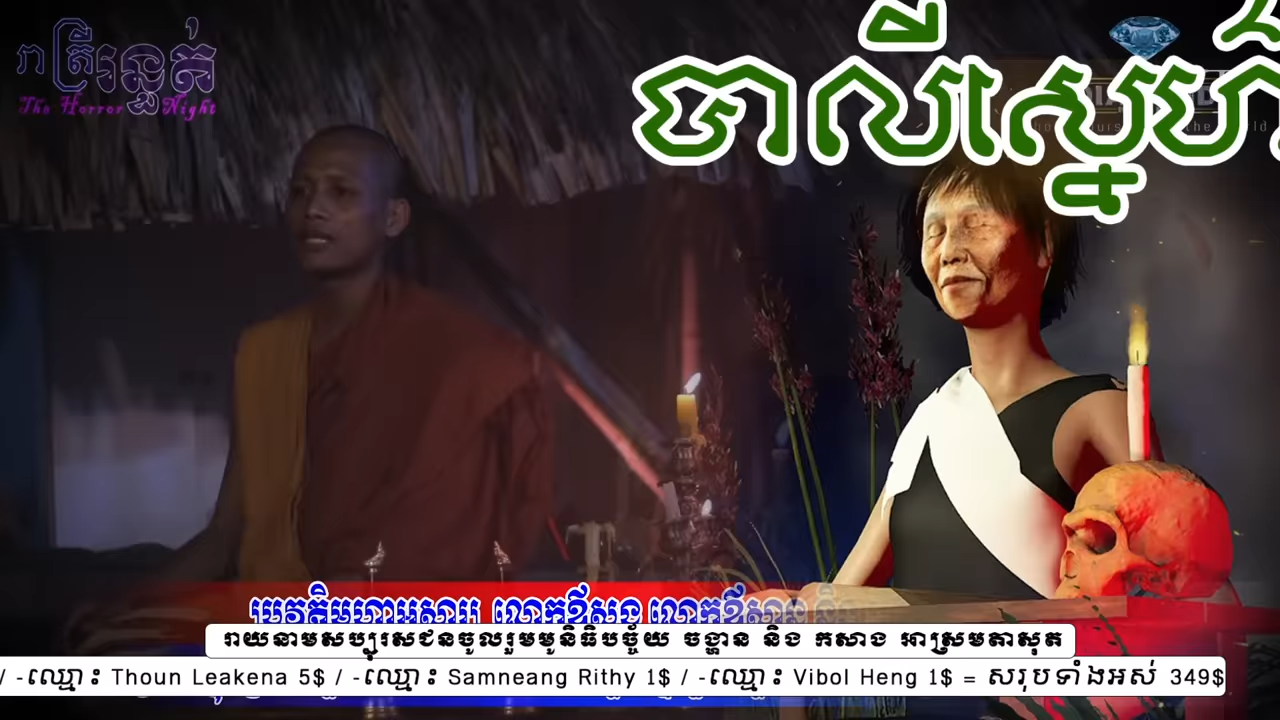 រាត្រីរន្ធត់
The Horror Night
ចាលីស្នេហ៍
រាយនាមសប្បុរសជនចូលរួមមូនិធិបច្ច័យ ចង្ហាន និង កសាង អាស្រមតាសុត
/ -ឈ្មោះ Thoun Leakena 5$ / -ឈ្មោះ Samneang Rithy 1$ / -ឈ្មោះ Vibol Heng 1$ = សរុបទាំងអស់ 349$